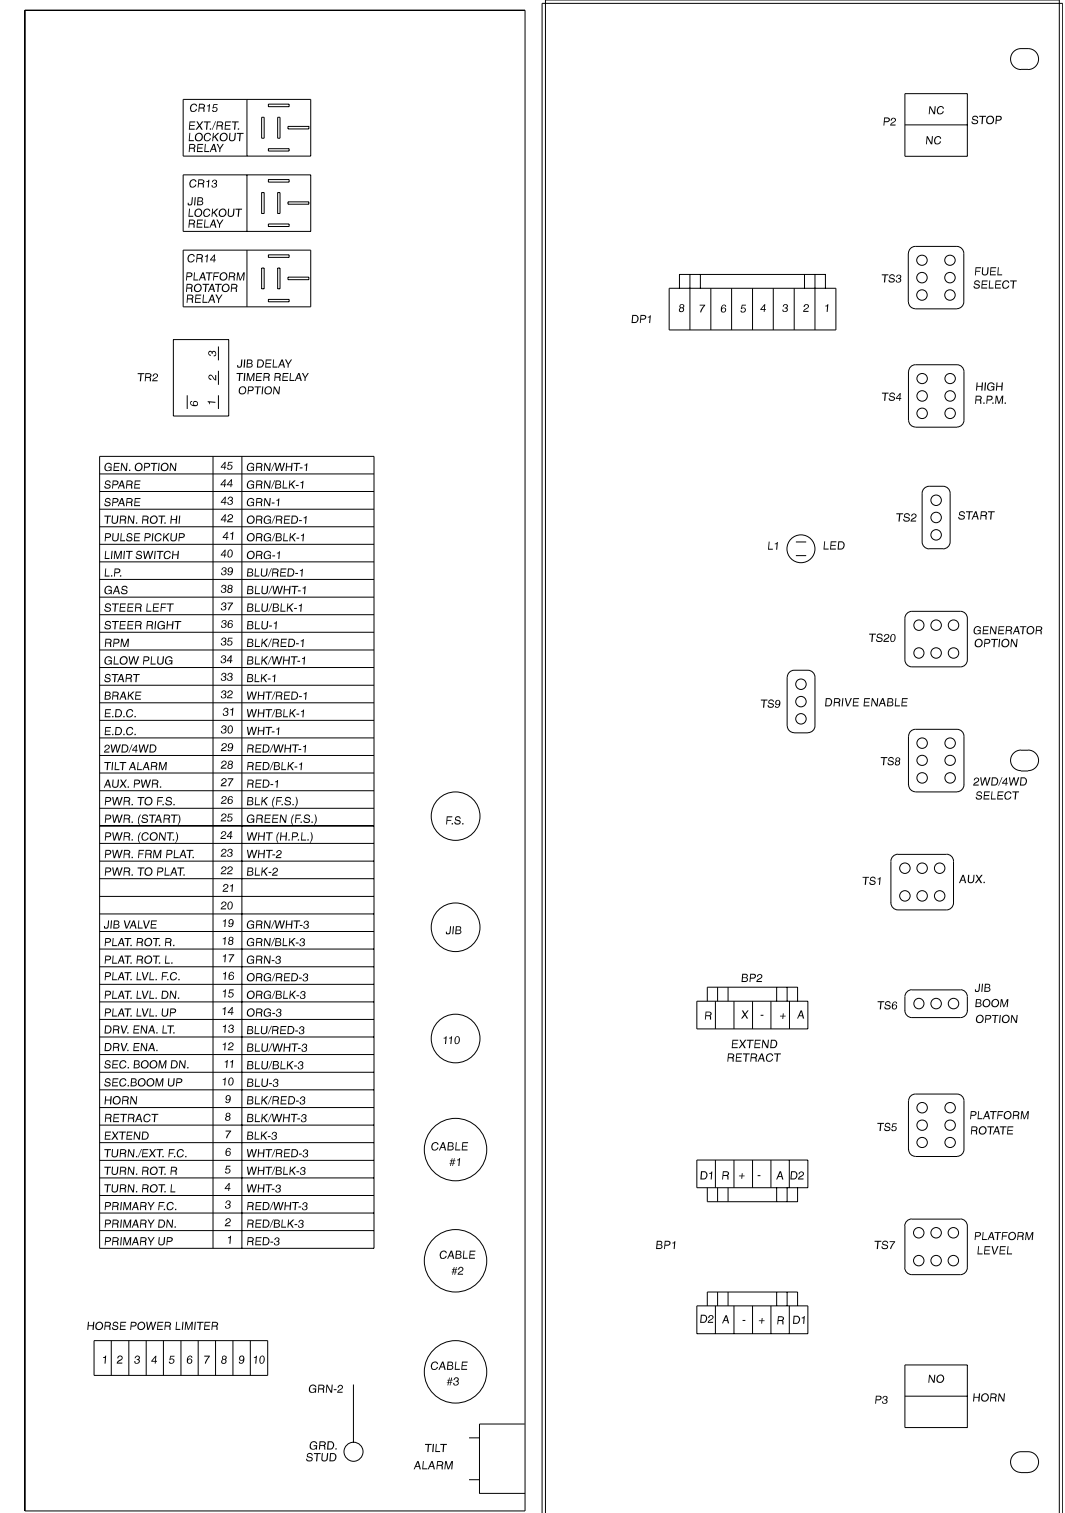 CR15
EXT./RET.
LOCKOUT
RELAY
CR13
JIB
LOCKOUT
RELAY
CR14
PLATFORM
ROTATOR
RELAY
TR2
3
2
6 1
JIB DELAY
TIMER RELAY
OPTION
GEN. OPTION 45 GRN/WHT-1
SPARE 44 GRN/BLK-1
SPARE 43 GRN-1
TURN. ROT. HI 42 ORG/RED-1
PULSE PICKUP 41 ORG/BLK-1
LIMIT SWITCH 40 ORG-1
L.P. 39 BLU/RED-1
GAS 38 BLU/WHT-1
STEER LEFT 37 BLU/BLK-1
STEER RIGHT 36 BLU-1
RPM 35 BLK/RED-1
GLOW PLUG 34 BLK/WHT-1
START 33 BLK-1
BRAKE 32 WHT/RED-1
E.D.C. 31 WHT/BLK-1
E.D.C. 30 WHT-1
2WD/4WD 29 RED/WHT-1
TILT ALARM 28 RED/BLK-1
AUX. PWR. 27 RED-1
PWR. TO F.S. 26 BLK (F.S.)
PWR. (START) 25 GREEN (F.S.)
PWR. (CONT.) 24 WHT (H.P.L.)
PWR. FRM PLAT. 23 WHT-2
PWR. TO PLAT. 22 BLK-2
21
20
JIB VALVE 19 GRN/WHT-3
PLAT. ROT. R. 18 GRN/BLK-3
PLAT. ROT. L. 17 GRN-3
PLAT. LVL. F.C. 16 ORG/RED-3
PLAT. LVL. DN. 15 ORG/BLK-3
PLAT. LVL. UP 14 ORG-3
DRV. ENA. LT. 13 BLU/RED-3
DRV. ENA. 12 BLU/WHT-3
SEC. BOOM DN. 11 BLU/BLK-3
SEC.BOOM UP 10 BLU-3
HORN 9 BLK/RED-3
RETRACT 8 BLK/WHT-3
EXTEND 7 BLK-3
TURN./EXT. F.C. 6 WHT/RED-3
TURN. ROT. R 5 WHT/BLK-3
TURN. ROT. L 4 WHT-3
PRIMARY F.C. 3 RED/WHT-3
PRIMARY DN. 2 RED/BLK-3
PRIMARY UP 1 RED-3
F.S.
JIB
110
CABLE
#1
CABLE
#2
CABLE
#3
HORSE POWER LIMITER
1 2 3 4 5 6 7 8 9 10
GRN-2
GRD.
STUD
TILT
ALARM
P2
NC
NC
STOP
TS3
FUEL
SELECT
DP1
8 7 6 5 4 3 2 1
TS4
HIGH
R.P.M.
TS2
START
L1
LED
TS20
GENERATOR
OPTION
TS9
DRIVE ENABLE
TS8
2WD/4WD
SELECT
TS1
AUX.
BP2
R X - + A
EXTEND
RETRACT
TS6
JIB
BOOM
OPTION
TS5
PLATFORM
ROTATE
D1 R + - A D2
BP1
TS7
PLATFORM
LEVEL
D2 A - + R D1
P3
NO
HORN